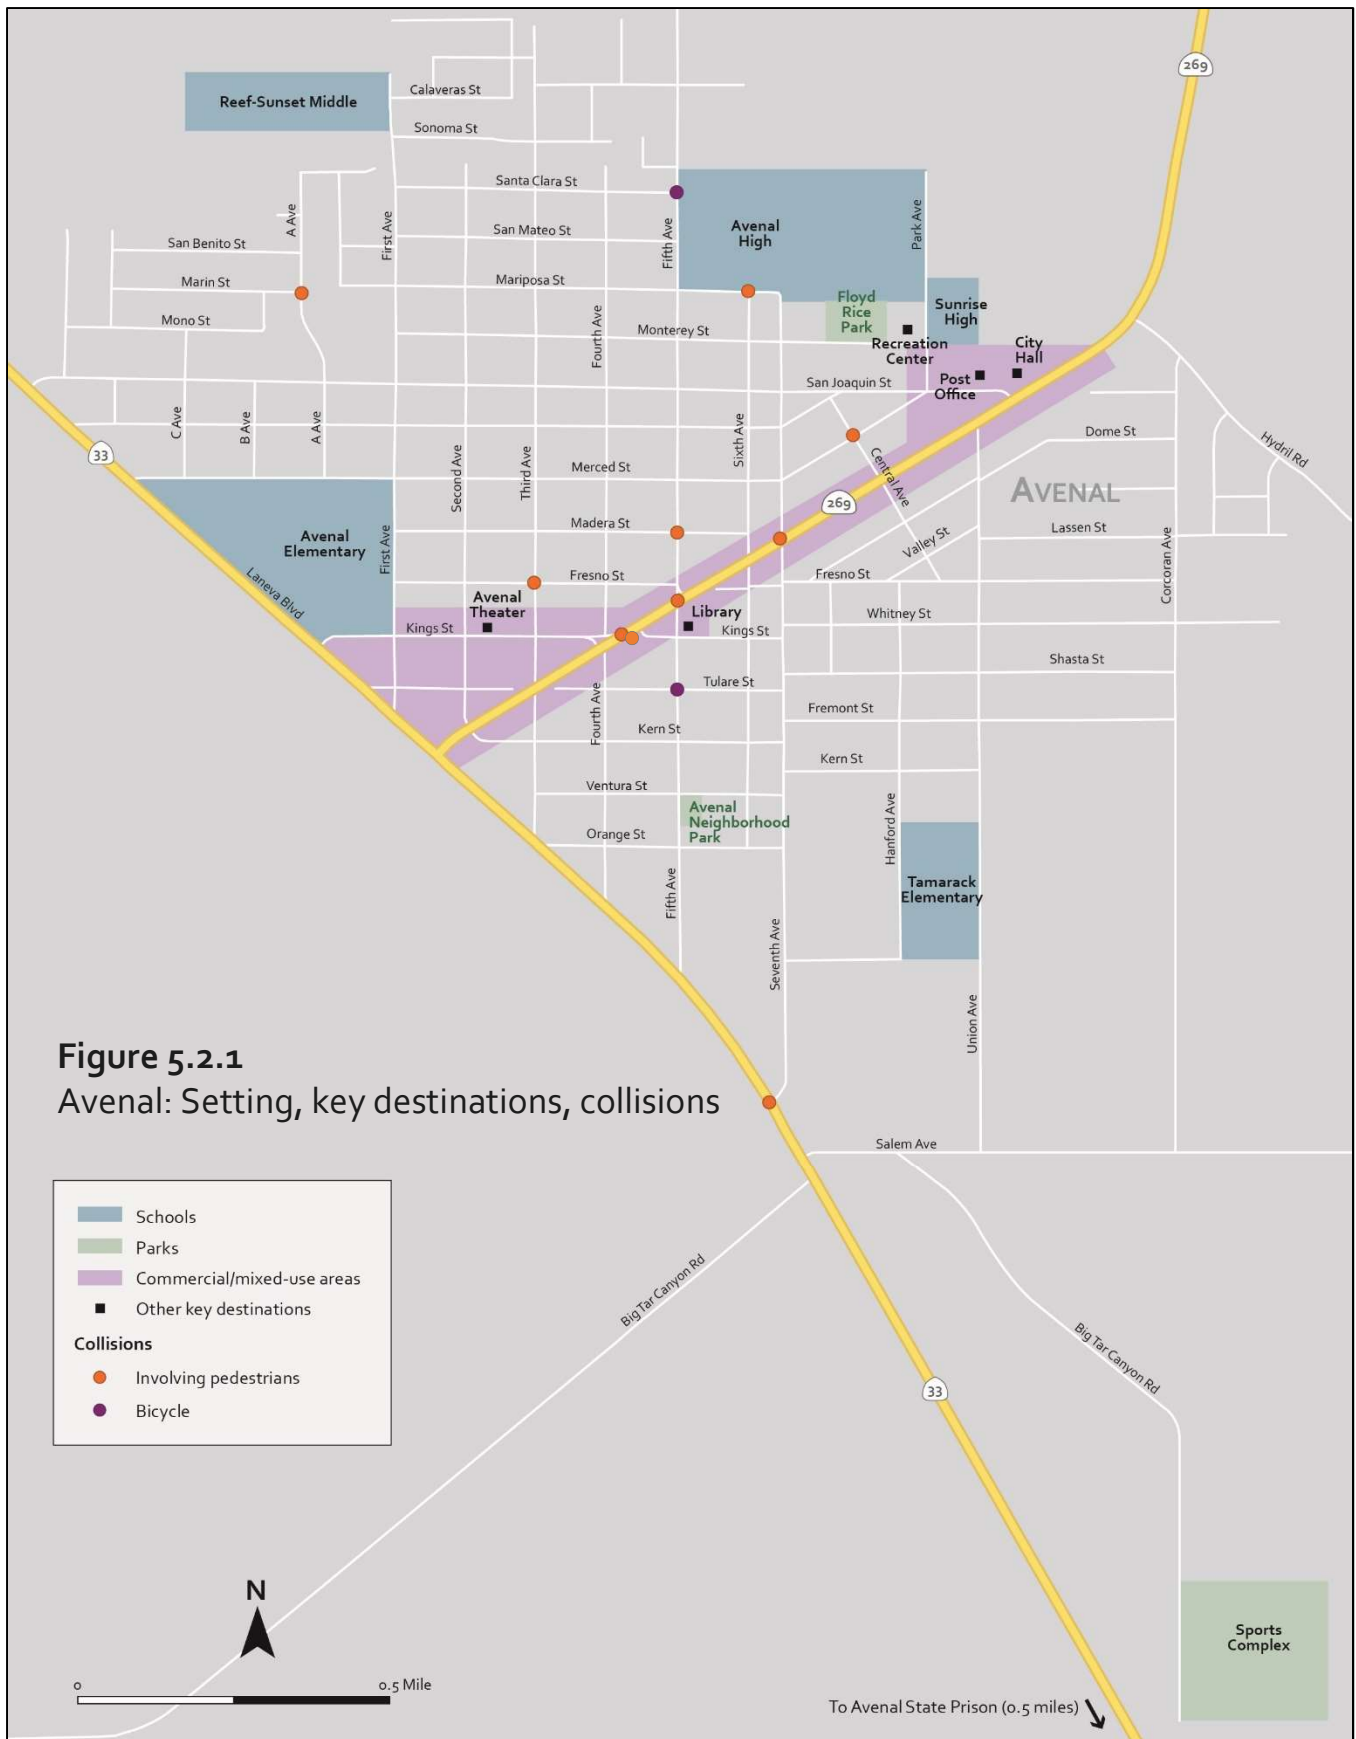 269
Calaveras St
Reef-Sunset Middle
Sonoma St
Santa Clara St
Park Ave
A Ave
First Ave
San Mateo St
Fifth Ave
Avenal
High
San Benito St
Marin St
Mariposa St
Floyd
Rice
Park
Sunrise
High
Mono St
Fourth Ave
Monterey St
Recreation
Center
City
Hall
San Joaquin St
Post
Office
C Ave
B Ave
A Ave
Sixth Ave
Dome St
Hydril Rd
33
Second Ave
Third Ave
Merced St
Central Ave
AVENAL
269
Avenal
Elementary
First Ave
Madera St
Valley St
Lassen St
Corcoran Ave
Laneva Blvd
Fresno St
Fresno St
Avenal
Theater
Library
Whitney St
Kings St
Kings St
Shasta St
Tulare St
Fourth Ave
Kern St
Fremont St
Kern St
Ventura St
Avenal
Neighborhood
Park
Hanford Ave
Orange St
Fifth Ave
Tamarack
Elementary
Seventh Ave
Union Ave
Figure 5.2.1
Avenal: Setting, key destinations, collisions
Salem Ave
Schools
Parks
Commercial/mixed-use areas
Other key destinations
Collisions
Involving pedestrians
Bicycle
Big Tar Canyon Rd
Big Tar Canyon Rd
33
N
Sports
Complex
0
0.5 Mile
To Avenal State Prison (0.5 miles)